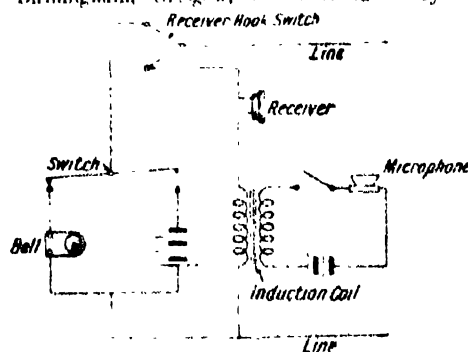 Receiver Hook Switch
Line
Receiver
Switch
Microphone
Bell
Induction Coil
Line